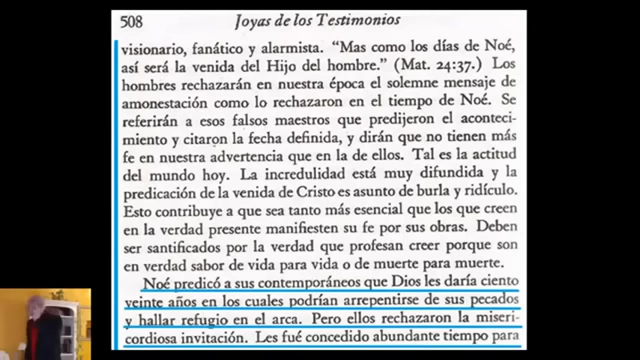 508 Joyas de los Testimonios
visionario, fanático y alarmista. “Mas como los días de Noé,
así será la venida del Hijo del hombre.” (Mat. 24:37.) Los
hombres rechazarán en nuestra época el solemne mensaje de
amonestación como lo rechazaron en el tiempo de Noé. Se
referirán a esos falsos maestros que predijeron el aconteci-
miento y citaron la fecha definida, y dirán que no tienen más
fe en nuestra advertencia que en la de ellos. Tal es la actitud
del mundo hoy. La incredulidad está muy difundida y la
predicación de la venida de Cristo es asunto de burla y ridículo.
Esto contribuye a que sea tanto más esencial que los que creen
en la verdad presente manifiesten su fe por sus obras. Deben
ser santificados por la verdad que profesan creer porque son
en verdad sabor de vida para vida o de muerte para muerte.
Noé predicó a sus contemporáneos que Dios les daría ciento
veinte años en los cuales podrían arrepentirse de sus pecados
y hallar refugio en el arca. Pero ellos rechazaron la miseri-
cordiosa invitación. Les fué concedido abundante tiempo para